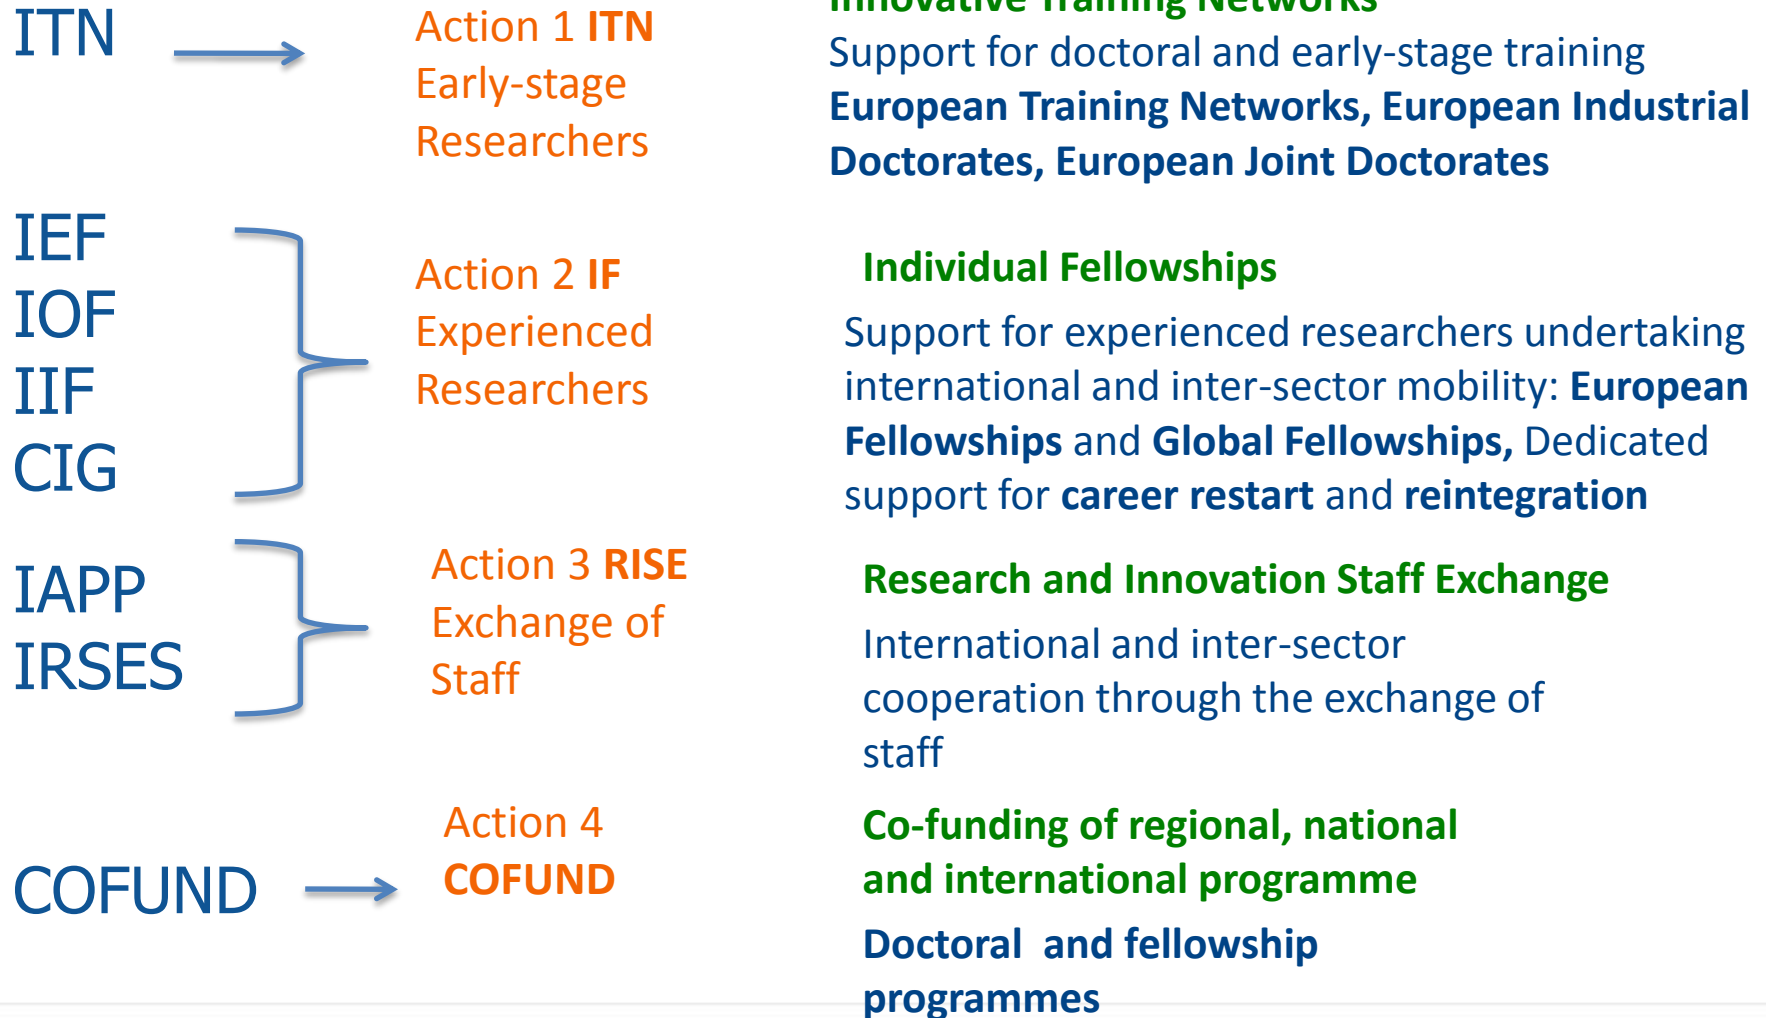 ITN
Action 1 ITN
Early-stage
Researchers
Innovative Training Networks
Support for doctoral and early-stage training
European Training Networks, European Industrial
Doctorates, European Joint Doctorates
IEF
IOF
IIF
CIG
Action 2 IF
Experienced
Researchers
Individual Fellowships
Support for experienced researchers undertaking
international and inter-sector mobility: European
Fellowships and Global Fellowships, Dedicated
support for career restart and reintegration
IAPP
IRSES
Action 3 RISE
Exchange of
Staff
Research and Innovation Staff Exchange
International and inter-sector
cooperation through the exchange of
staff
COFUND
Action 4
COFUND
Co-funding of regional, national
and international programme
Doctoral and fellowship
programmes